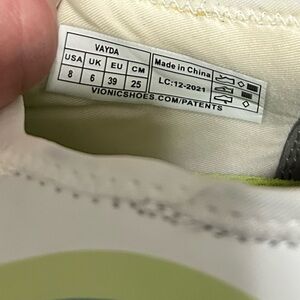 VAYDA
USA UK EU CM
8 6 39 25
Made in China
LC:12-2021
VIONICSHOES.COM/PATENTS